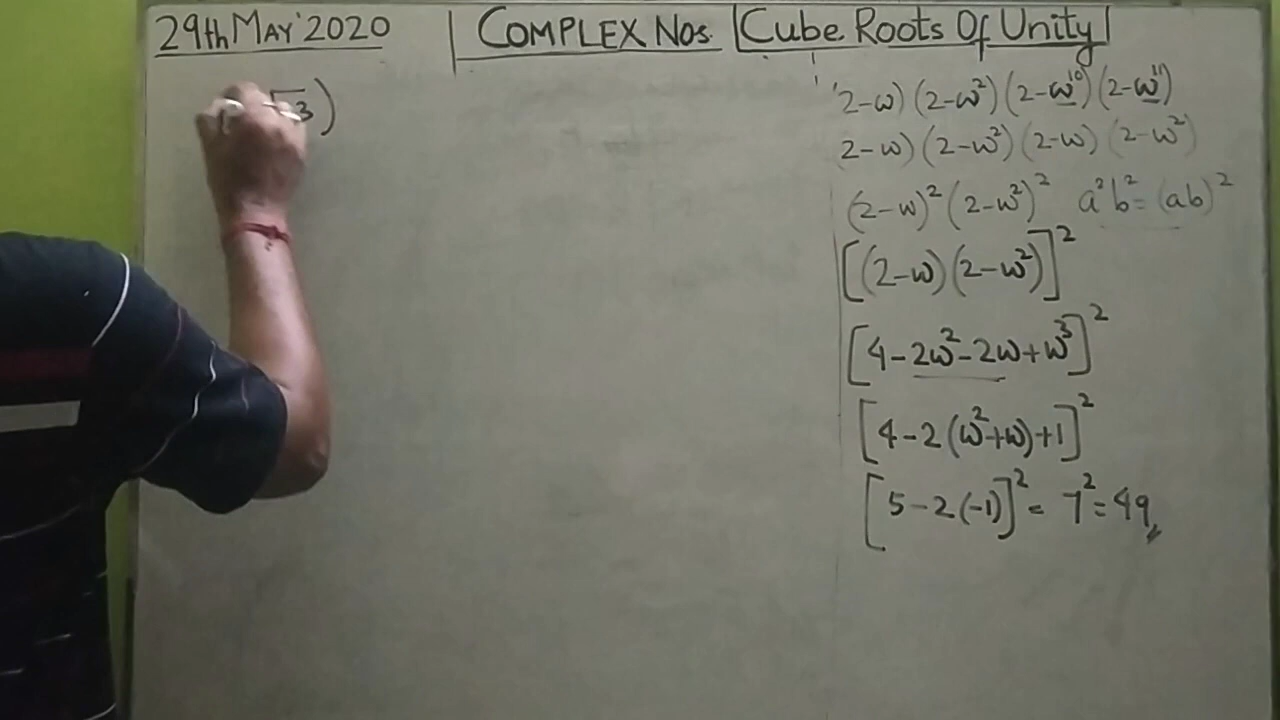 29th MAY'2020
COMPLEX Nos. Cube Roots Of Unity
√3)
2-ω)(2-ω²)(2-ω¹⁰)(2-ω¹¹)
2-ω)(2-ω²)(2-ω)(2-ω²)
(2-ω)²(2-ω²)² a²b²=(ab)²
[(2-ω)(2-ω²)]²
[4-2ω²-2ω+ω³]²
[4-2(ω²+ω)+1]²
[5-2(-1)]² = 7² = 49